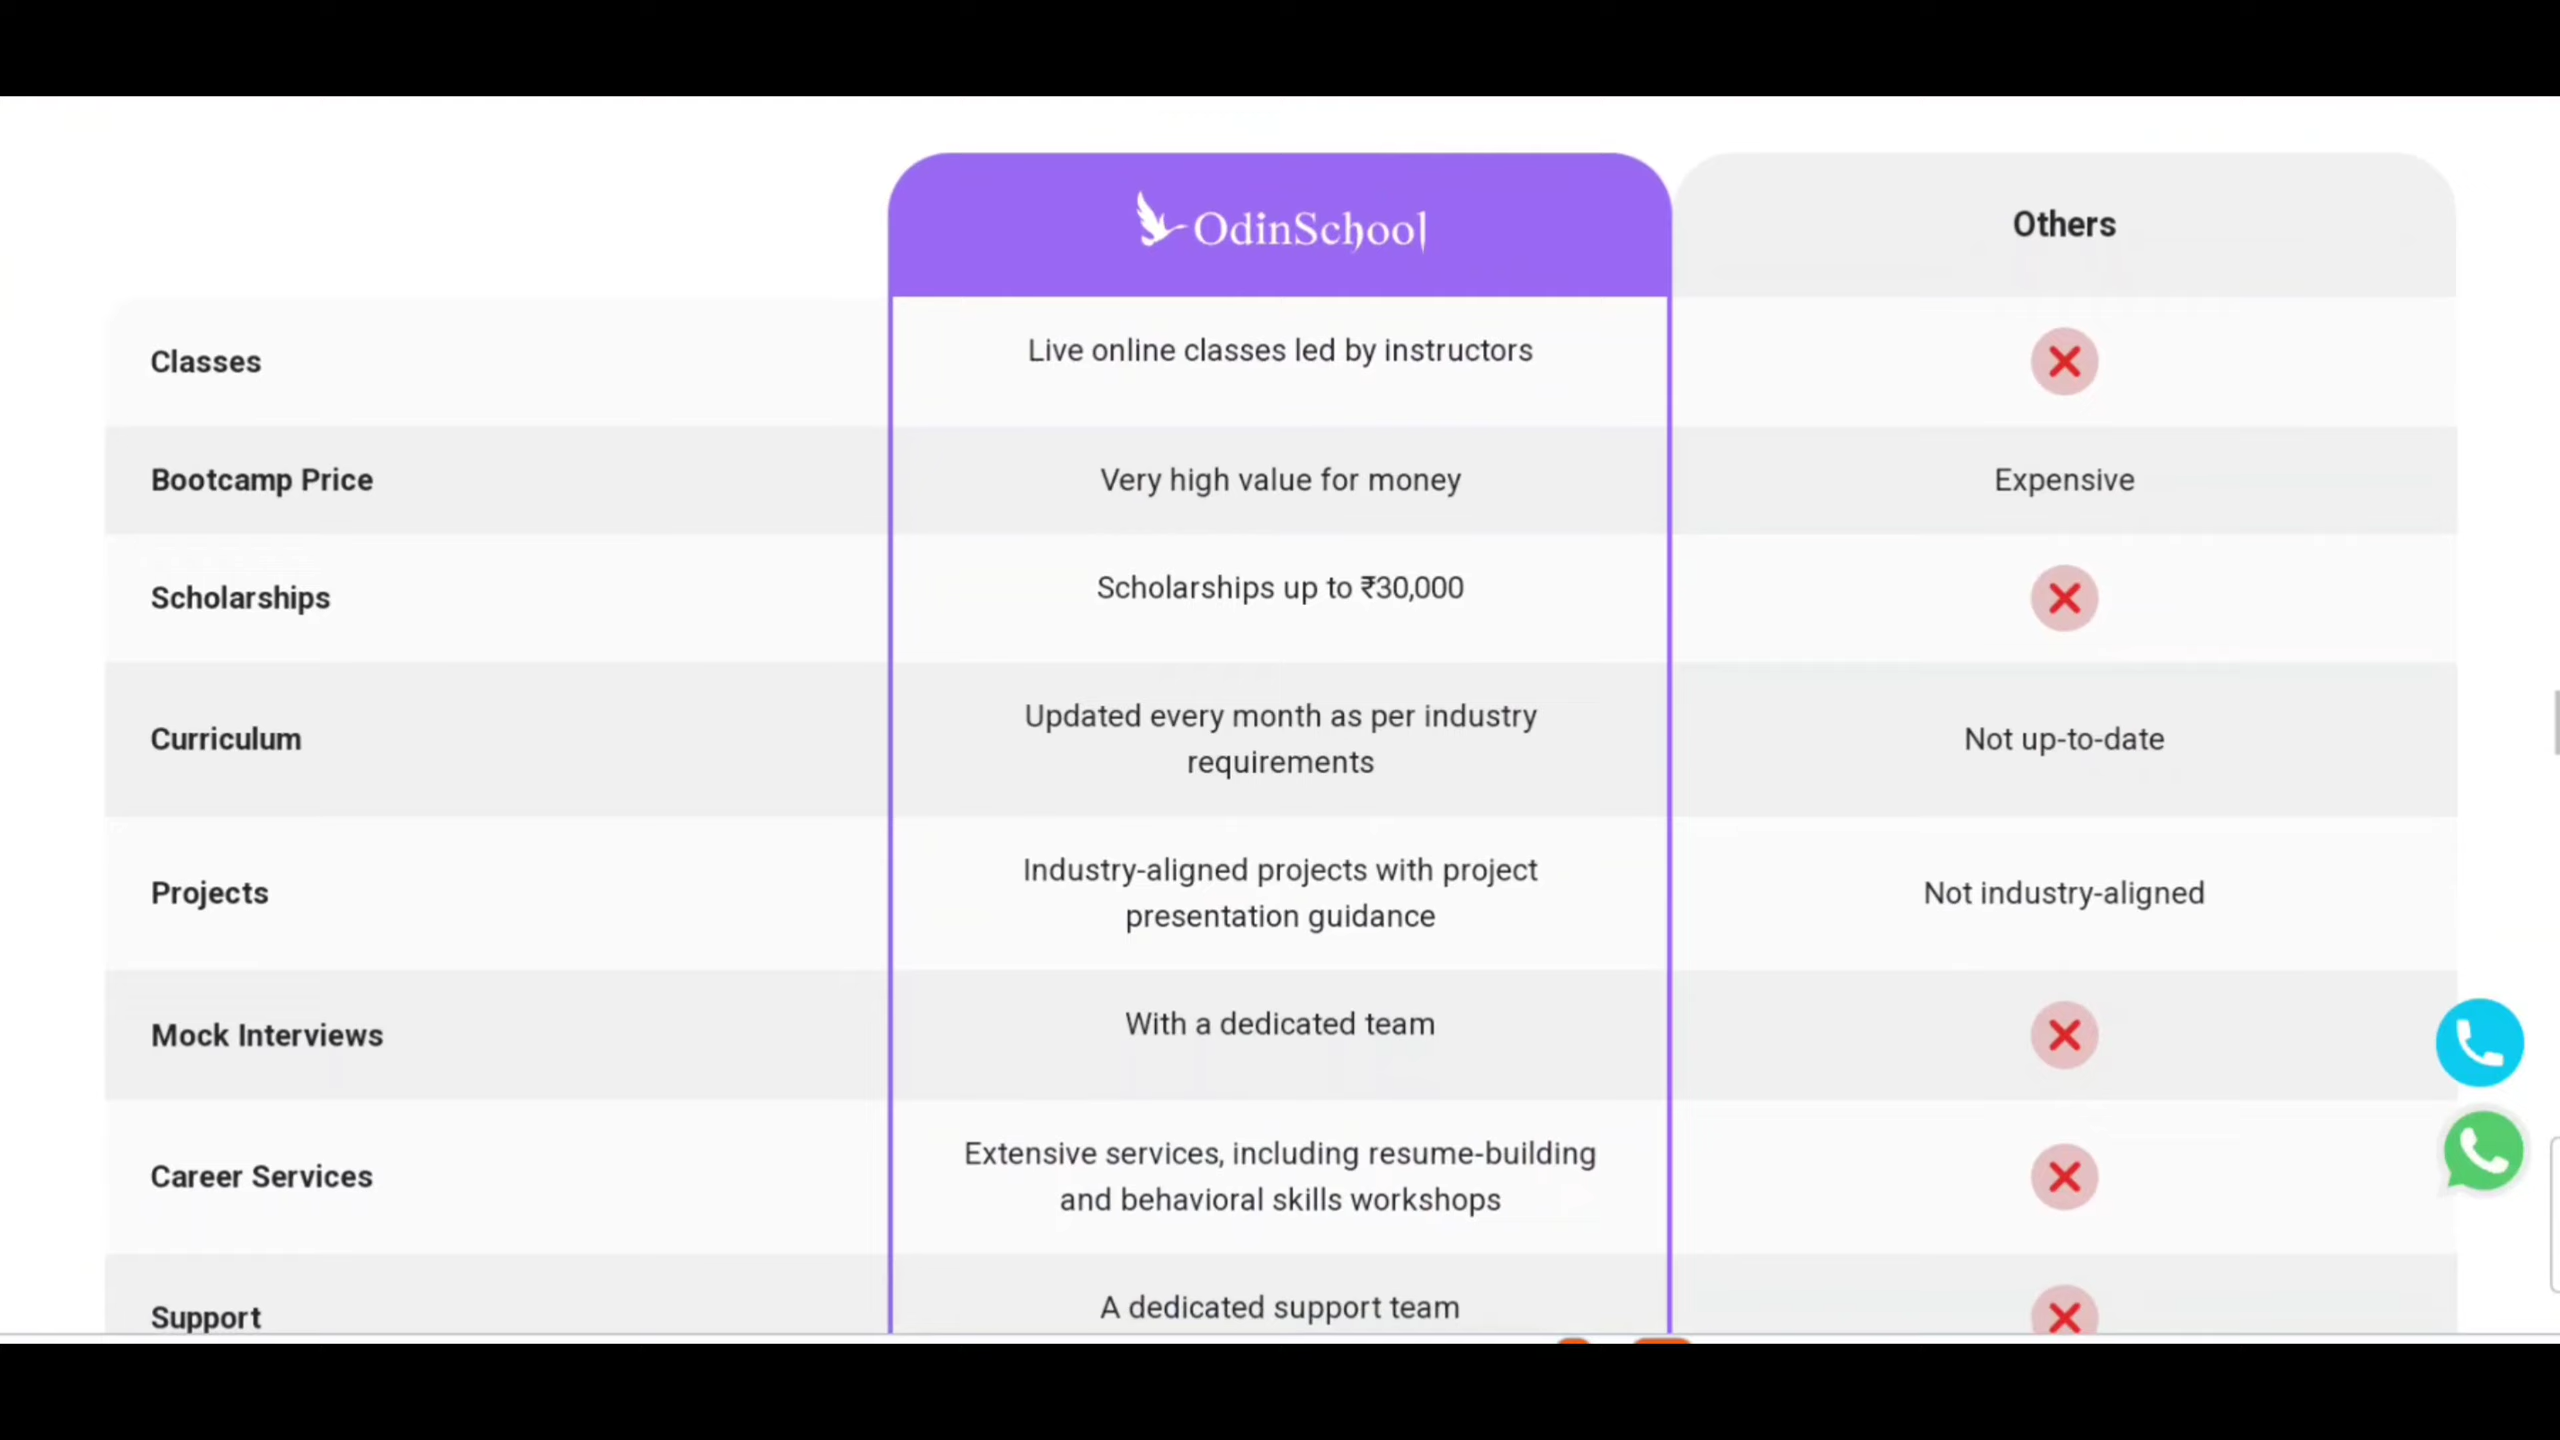 OdinSchool
Others
Classes
Live online classes led by instructors
Bootcamp Price
Very high value for money
Expensive
Scholarships
Scholarships up to ₹30,000
Curriculum
Updated every month as per industry
requirements
Not up-to-date
Projects
Industry-aligned projects with project
presentation guidance
Not industry-aligned
Mock Interviews
With a dedicated team
Career Services
Extensive services, including resume-building
and behavioral skills workshops
Support
A dedicated support team